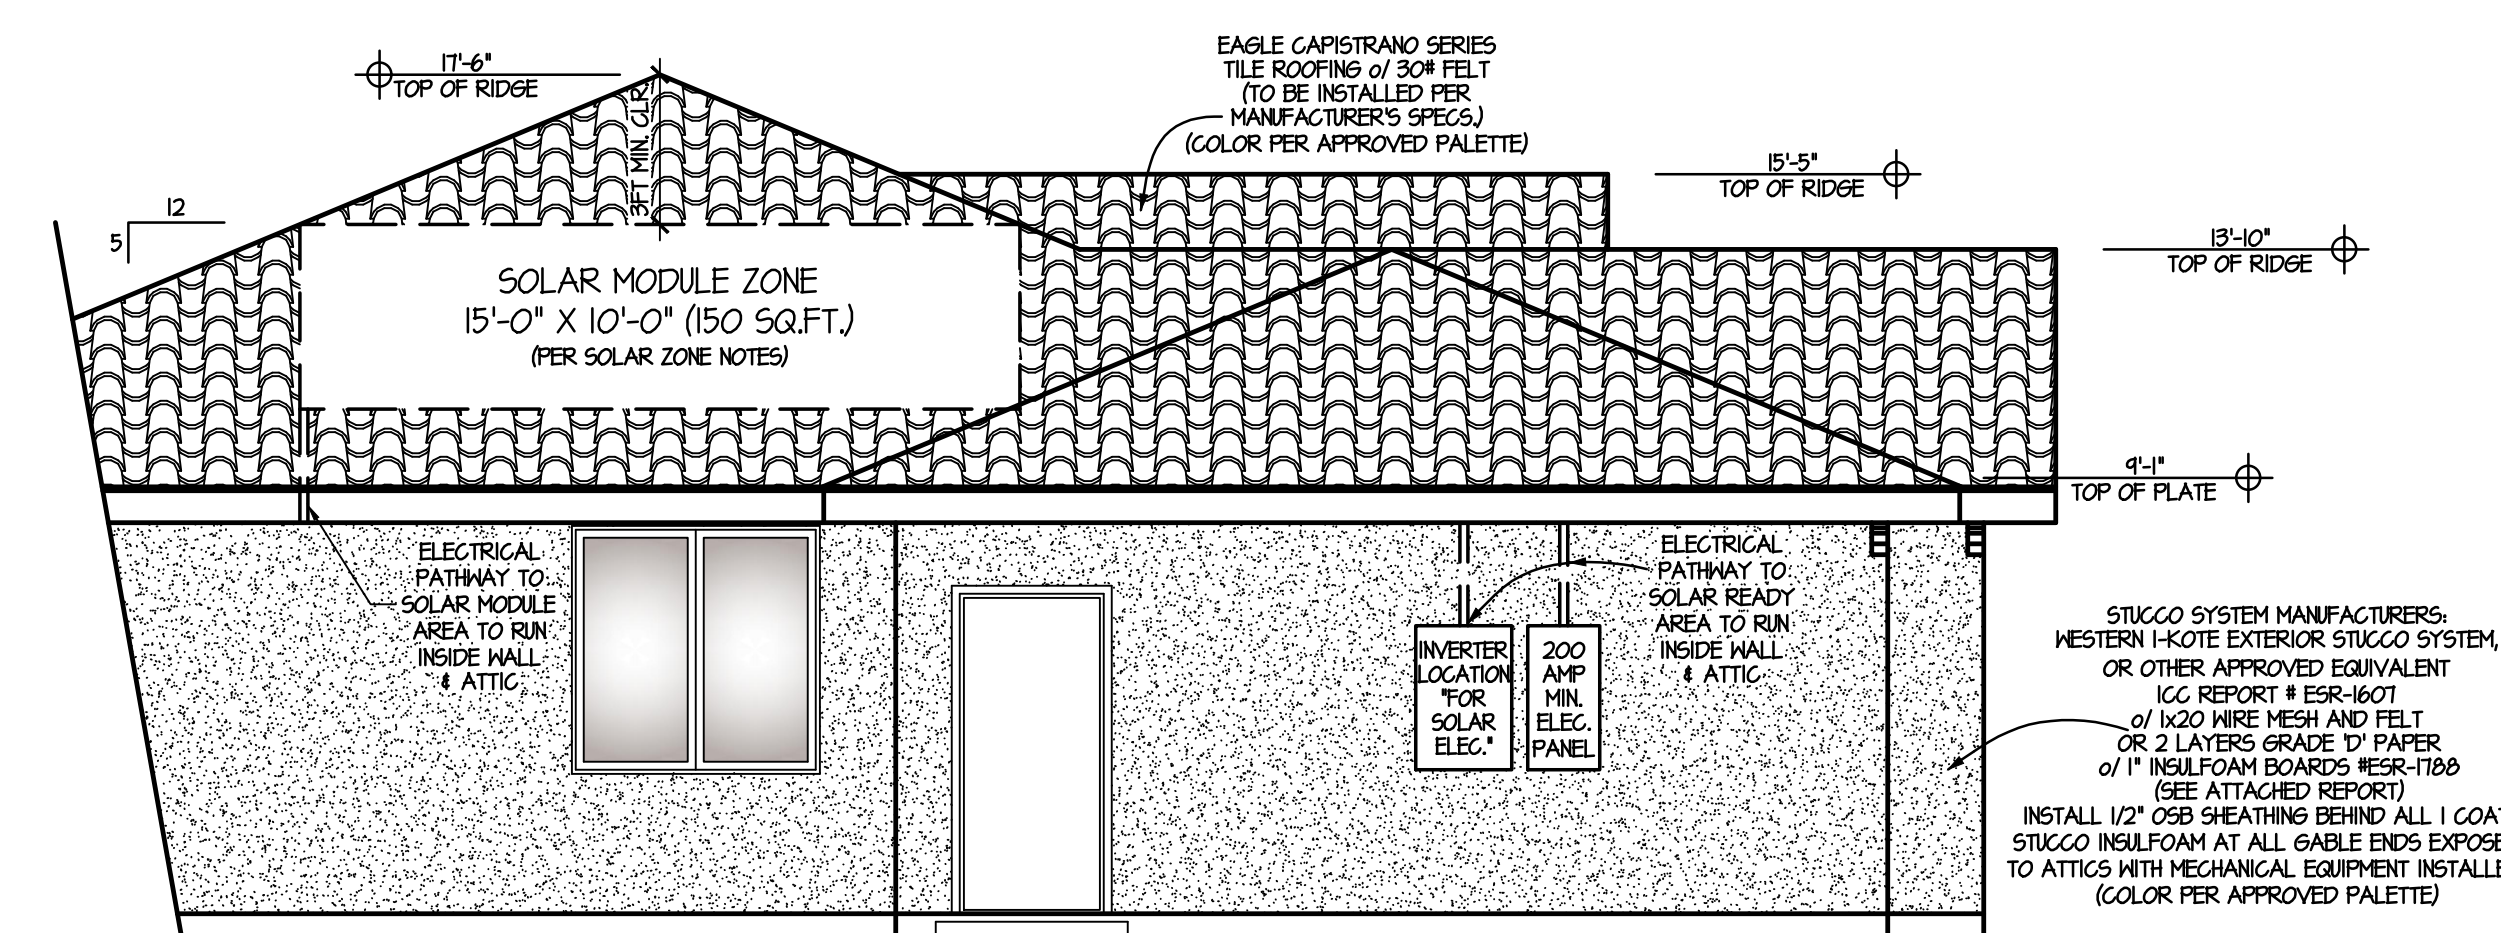 17'-6"
TOP OF RIDGE
3FT MIN. CLR.
EAGLE CAPISTRANO SERIES
TILE ROOFING o/ 30# FELT
(TO BE INSTALLED PER
MANUFACTURER'S SPECS.)
(COLOR PER APPROVED PALETTE)
15'-5"
TOP OF RIDGE
13'-10"
TOP OF RIDGE
12
5
SOLAR MODULE ZONE
15'-0" X 10'-0" (150 SQ.FT.)
(PER SOLAR ZONE NOTES)
9'-1"
TOP OF PLATE
ELECTRICAL
PATHWAY TO
SOLAR MODULE
AREA TO RUN
INSIDE WALL
& ATTIC
INVERTER
LOCATION
"FOR
SOLAR
ELEC."
200
AMP
MIN.
ELEC.
PANEL
ELECTRICAL
PATHWAY TO
SOLAR READY
AREA TO RUN
INSIDE WALL
& ATTIC
STUCCO SYSTEM MANUFACTURERS:
WESTERN 1-KOTE EXTERIOR STUCCO SYSTEM,
OR OTHER APPROVED EQUIVALENT
ICC REPORT # ESR-1607
o/ 1x20 WIRE MESH AND FELT
OR 2 LAYERS GRADE 'D' PAPER
o/ 1" INSULFOAM BOARDS #ESR-1788
(SEE ATTACHED REPORT)
INSTALL 1/2" OSB SHEATHING BEHIND ALL 1 COAT
STUCCO INSULFOAM AT ALL GABLE ENDS EXPOSE
TO ATTICS WITH MECHANICAL EQUIPMENT INSTALLE
(COLOR PER APPROVED PALETTE)